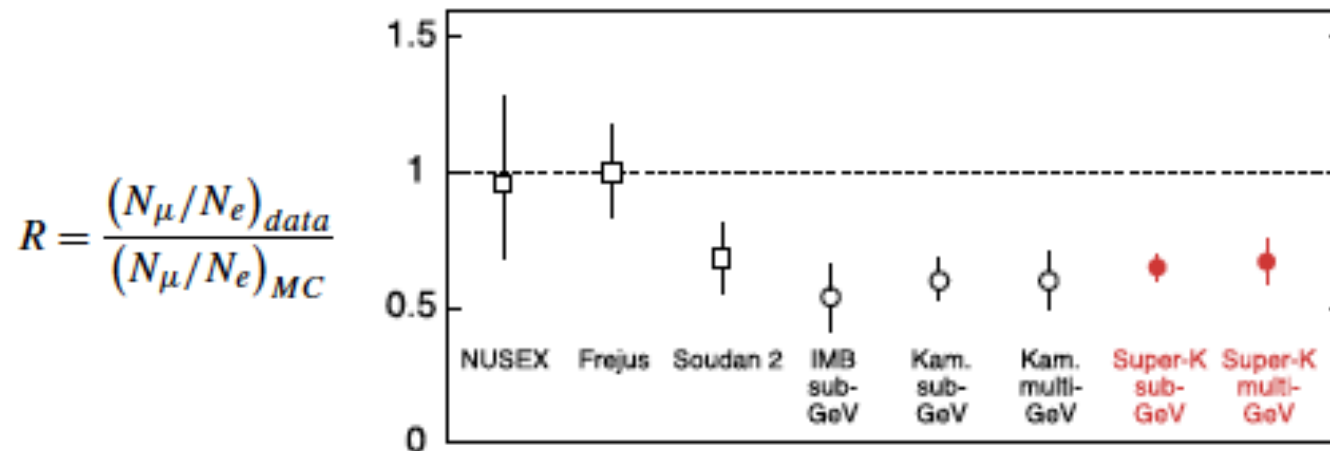 R = (N_μ/N_e)_data / (N_μ/N_e)_MC
1.5
1
0.5
0
NUSEX
Frejus
Soudan 2
IMB
sub-
GeV
Kam.
sub-
GeV
Kam.
multi-
GeV
Super-K
sub-
GeV
Super-K
multi-
GeV